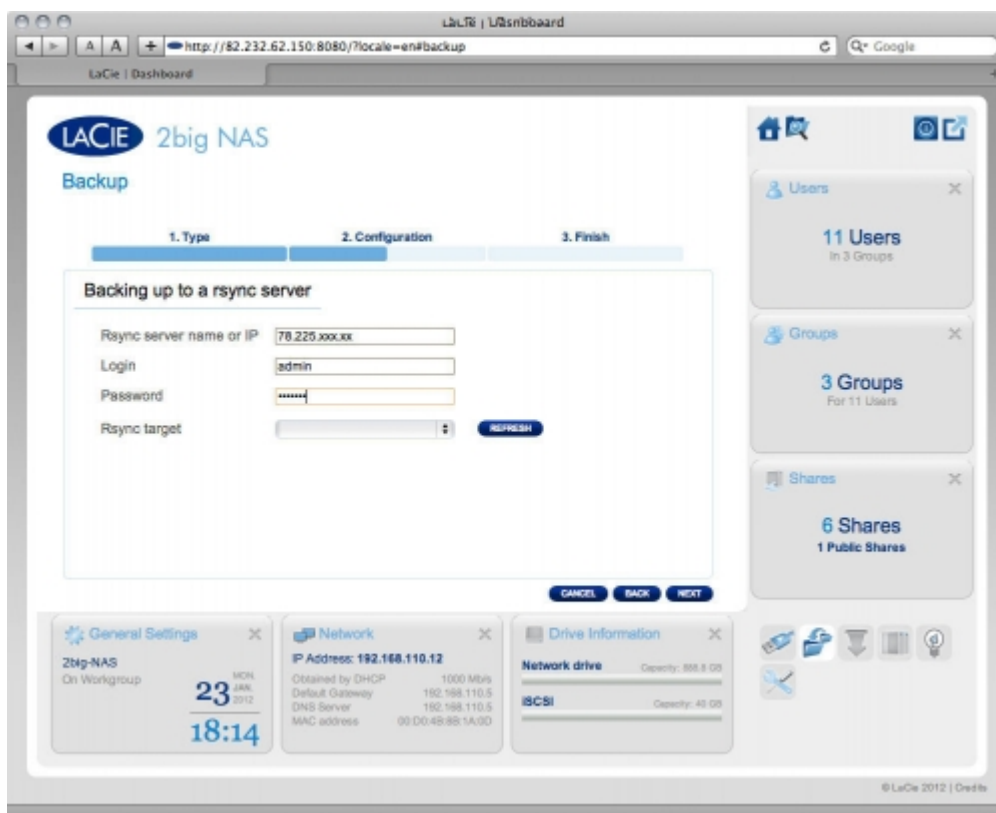 A A + http://82.232.62.150:8080/?locale=en#backup Google
LaCie | Dashboard
LACIE 2big NAS
Backup
1. Type 2. Configuration 3. Finish
Backing up to a rsync server
Rsync server name or IP 78.225.xxx.xx
Login admin
Password •••••••
Rsync target REFRESH
CANCEL BACK NEXT
Users
11 Users
In 3 Groups
Groups
3 Groups
For 11 Users
Shares
6 Shares
1 Public Shares
General Settings
2big-NAS
On Workgroup
23 MON. JAN. 2012
18:14
Network
IP Address: 192.168.110.12
Obtained by DHCP 1000 Mb/s
Default Gateway 192.168.110.5
DNS Server 192.168.110.5
MAC address 00:D0:4B:8B:1A:0D
Drive Information
Network drive Capacity: 888.8 GB
iSCSI Capacity: 40 GB
© LaCie 2012 | Credits